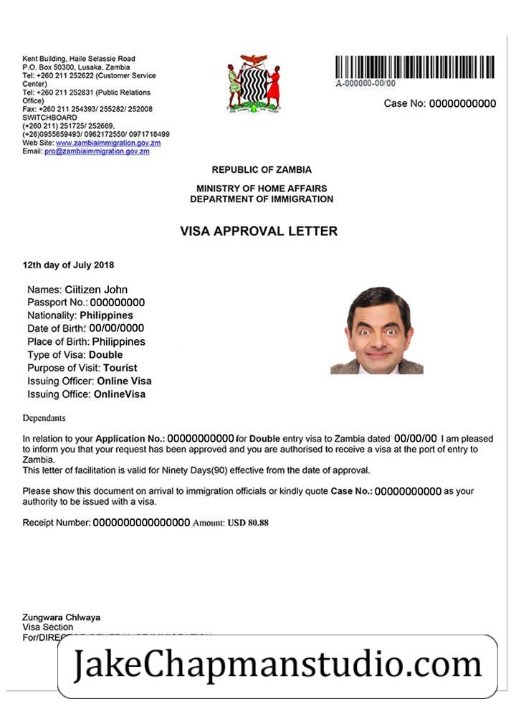 Kent Building, Haile Selassie Road
P.O. Box 50300, Lusaka, Zambia
Tel: +260 211 252622 (Customer Service
Center)
Tel: +260 211 252831 (Public Relations
Office)
Fax: +260 211 254393/ 255282/ 252008
SWITCHBOARD
(+260 211) 251725/ 252669,
(+26)0955659493/ 0962172550/ 0971718499
Web Site: www.zambiaimmigration.gov.zm
Email: pro@zambiaimmigration.gov.zm
A-000000-00/00
Case No: 00000000000
REPUBLIC OF ZAMBIA
MINISTRY OF HOME AFFAIRS
DEPARTMENT OF IMMIGRATION
VISA APPROVAL LETTER
12th day of July 2018
Names: Ciitizen John
Passport No.: 000000000
Nationality: Philippines
Date of Birth: 00/00/0000
Place of Birth: Philippines
Type of Visa: Double
Purpose of Visit: Tourist
Issuing Officer: Online Visa
Issuing Office: OnlineVisa
Dependants
In relation to your Application No.: 00000000000 for Double entry visa to Zambia dated 00/00/00 I am pleased
to inform you that your request has been approved and you are authorised to receive a visa at the port of entry to
Zambia.
This letter of facilitation is valid for Ninety Days(90) effective from the date of approval.
Please show this document on arrival to immigration officials or kindly quote Case No.: 00000000000 as your
authority to be issued with a visa.
Receipt Number: 0000000000000000 Amount: USD 80.88
Zungwara Chlwaya
Visa Section
JakeChapmanstudio.com